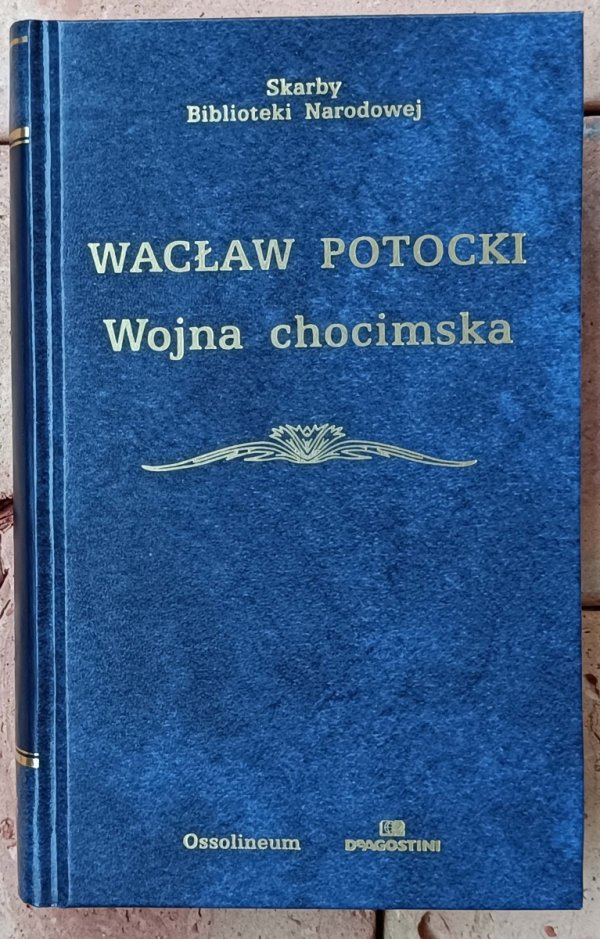 Skarby
Biblioteki Narodowej
WACŁAW POTOCKI
Wojna chocimska
Ossolineum
DeAGOSTINI